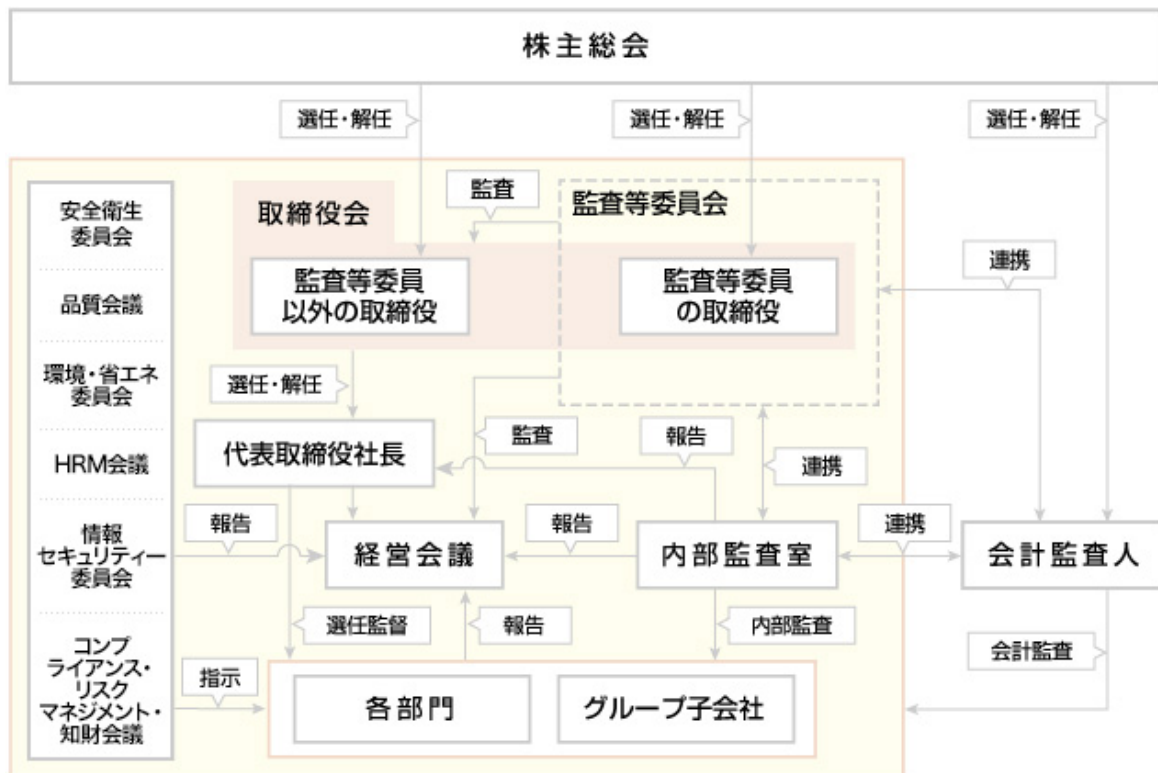 株主総会
選任・解任
選任・解任
選任・解任
安全衛生
委員会
品質会議
環境・省エネ
委員会
HRM会議
情報
セキュリティー
委員会
コンプ
ライアンス・
リスク
マネジメント・
知財会議
取締役会
監査
監査等委員会
監査等委員
以外の取締役
監査等委員
の取締役
連携
選任・解任
代表取締役社長
監査
報告
連携
報告
経営会議
報告
内部監査室
連携
会計監査人
選任監督
報告
内部監査
会計監査
指示
各部門
グループ子会社